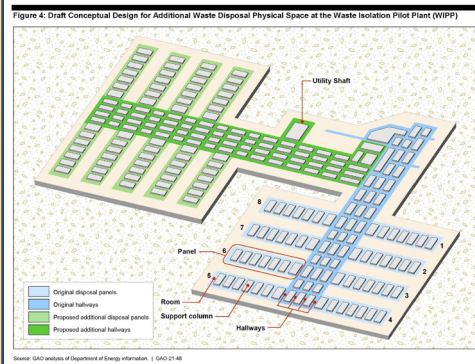 Figure 4: Draft Conceptual Design for Additional Waste Disposal Physical Space at the Waste Isolation Pilot Plant (WIPP)
Utility Shaft
8
7
1
Panel
6
2
5
3
Room
4
Support column
Hallways
Original disposal panels
Original hallways
Proposed additional disposal panels
Proposed additional hallways
Source: GAO analysis of Department of Energy information. | GAO-21-48